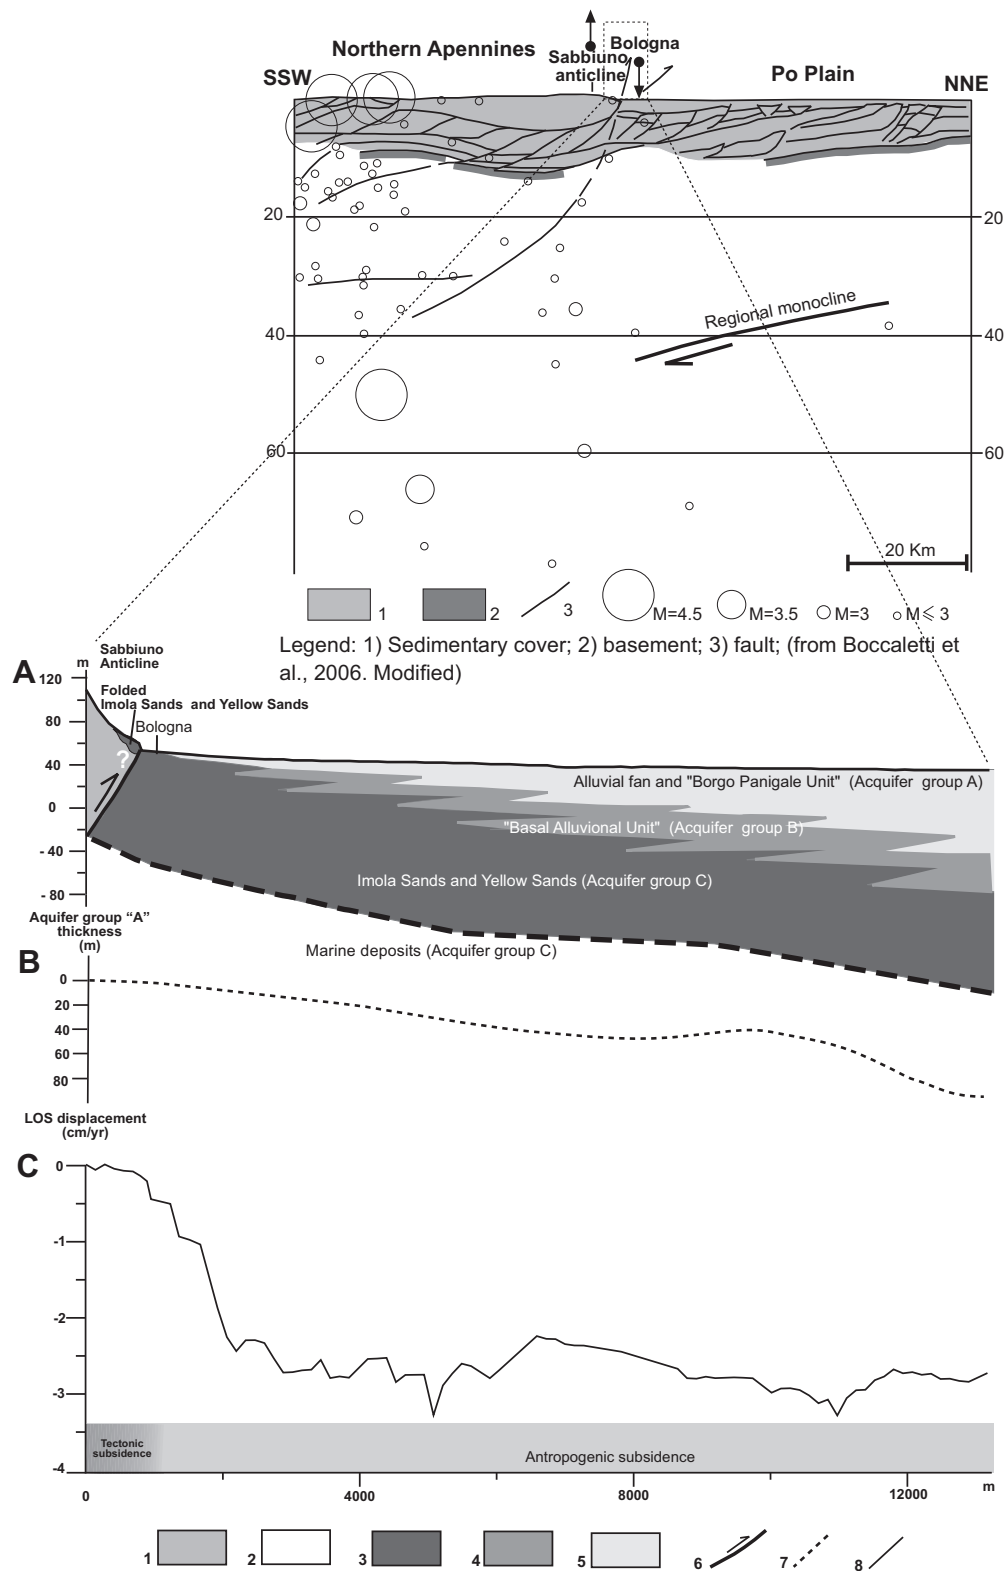 Northern Apennines
Sabbiuno
anticline
Bologna
SSW
Po Plain
NNE
20
20
40
40
60
60
Regional monocline
20 Km
1
2
3
M=4.5
M=3.5
M=3
M⩽ 3
Legend: 1) Sedimentary cover; 2) basement; 3) fault; (from Boccaletti et
al., 2006. Modified)
A
m
Sabbiuno
Anticline
120
Folded
Imola Sands and Yellow Sands
Bologna
80
?
40
0
- 40
- 80
Alluvial fan and "Borgo Panigale Unit" (Acquifer group A)
"Basal Alluvional Unit" (Acquifer group B)
Imola Sands and Yellow Sands (Acquifer group C)
Marine deposits (Acquifer group C)
Aquifer group “A”
thickness
(m)
B
0
20
40
60
80
LOS displacement
(cm/yr)
C
0
-1
-2
-3
-4
Tectonic
subsidence
Antropogenic subsidence
0
4000
8000
12000
m
1
2
3
4
5
6
7
8